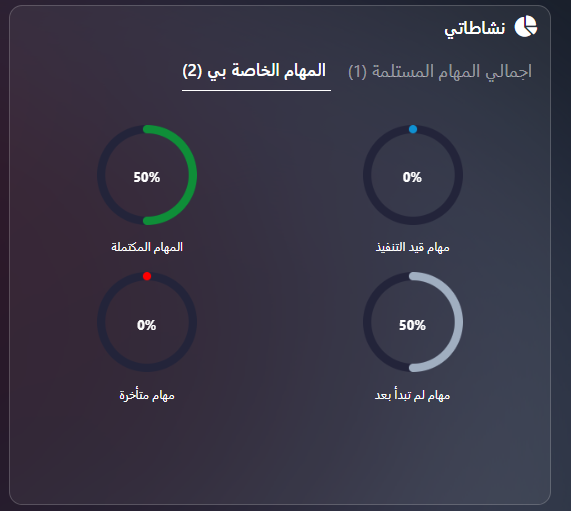 نشاطاتي
اجمالي المهام المستلمة (1)
المهام الخاصة بي (2)
0%
50%
مهام قيد التنفيذ
المهام المكتملة
50%
0%
مهام لم تبدأ بعد
مهام متأخرة